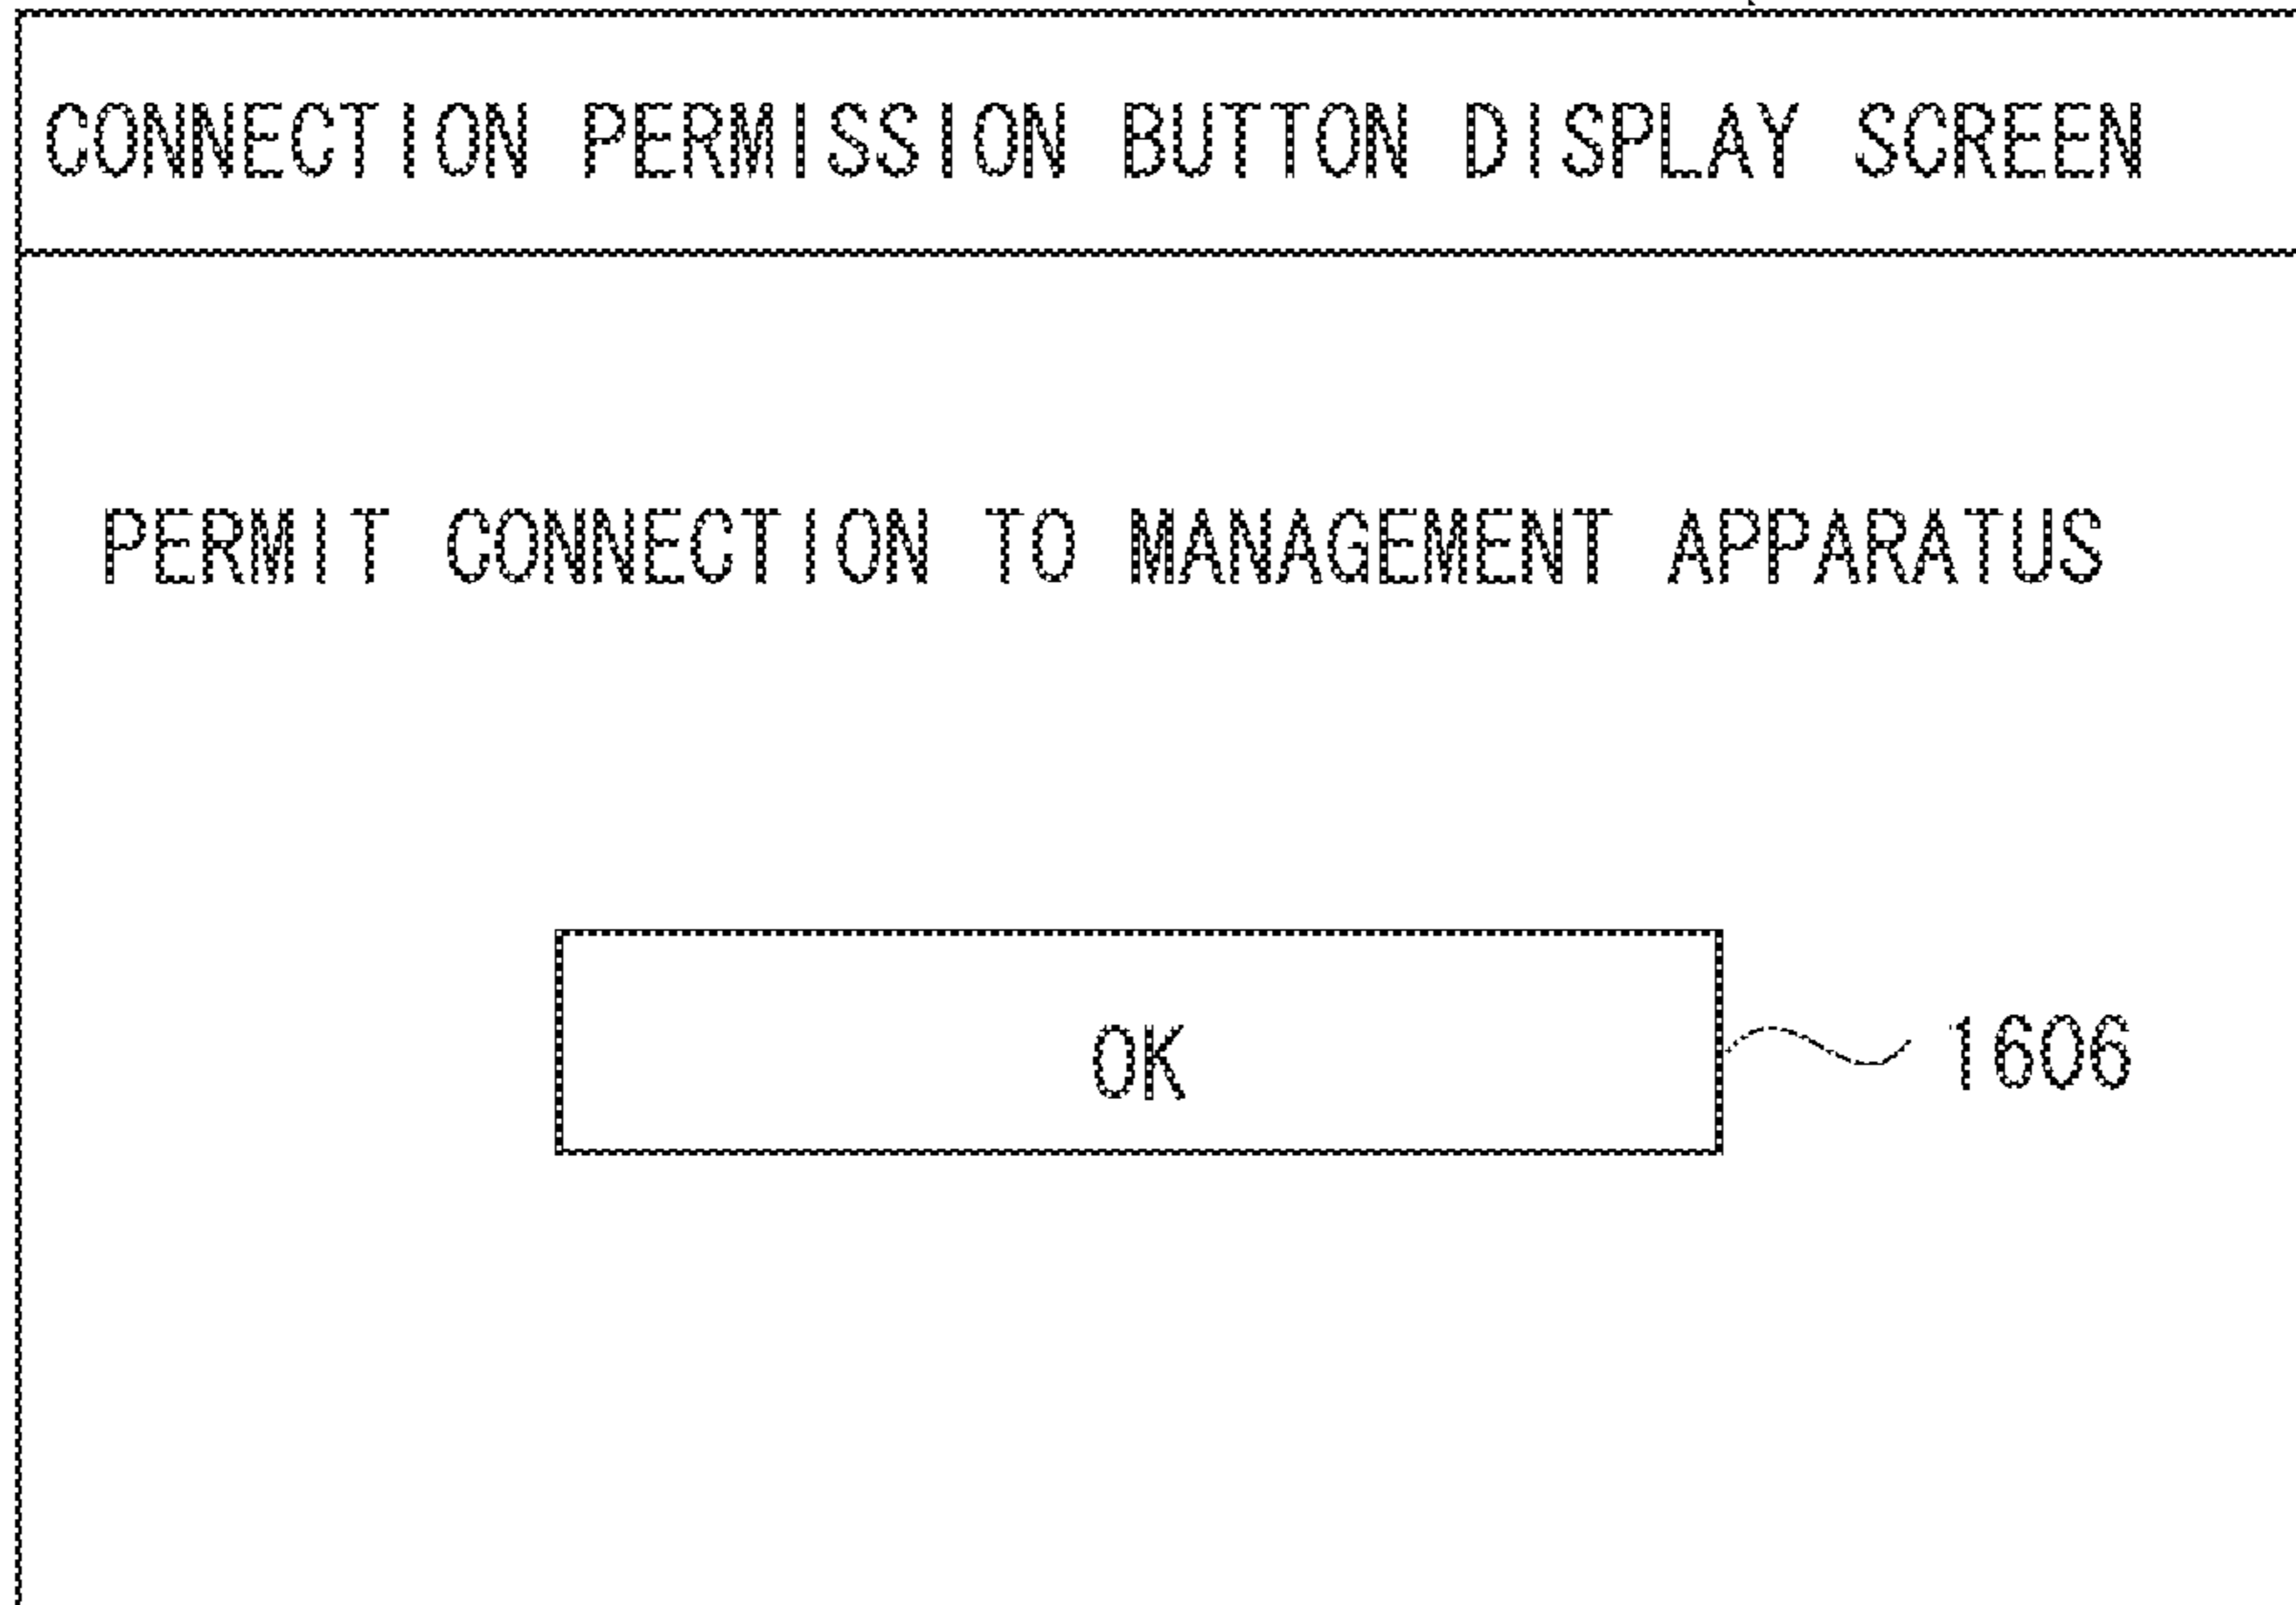 CONNECTION PERMISSION BUTTON DISPLAY SCREEN
PERMIT CONNECTION TO MANAGEMENT APPARATUS
OK
1606